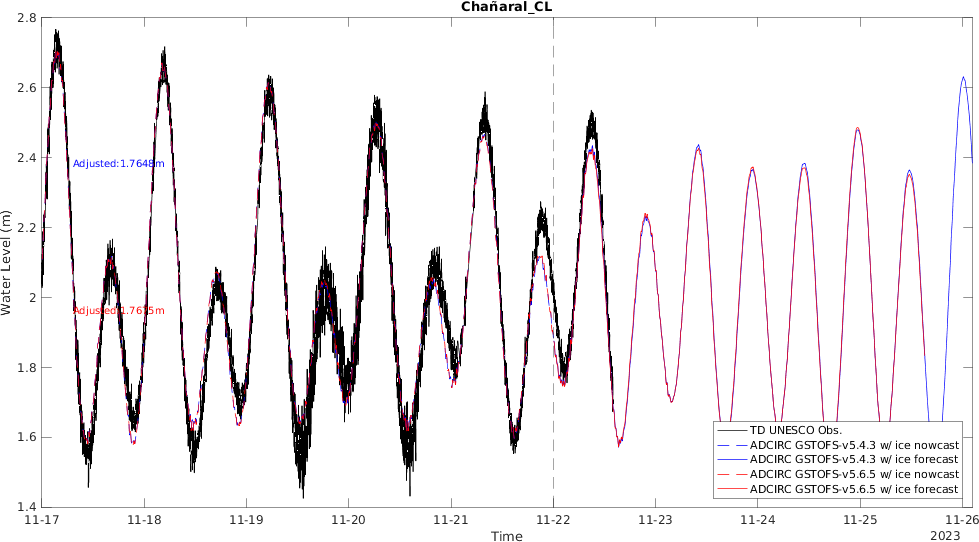 Chañaral_CL
2.8
2.6
2.4
2.2
2
1.8
1.6
1.4
Water Level (m)
Adjusted:1.7648m
Adjusted:1.7675m
TD UNESCO Obs.
ADCIRC GSTOFS-v5.4.3 w/ ice nowcast
ADCIRC GSTOFS-v5.4.3 w/ ice forecast
ADCIRC GSTOFS-v5.6.5 w/ ice nowcast
ADCIRC GSTOFS-v5.6.5 w/ ice forecast
11-17 11-18 11-19 11-20 11-21 11-22 11-23 11-24 11-25 11-26
Time
2023